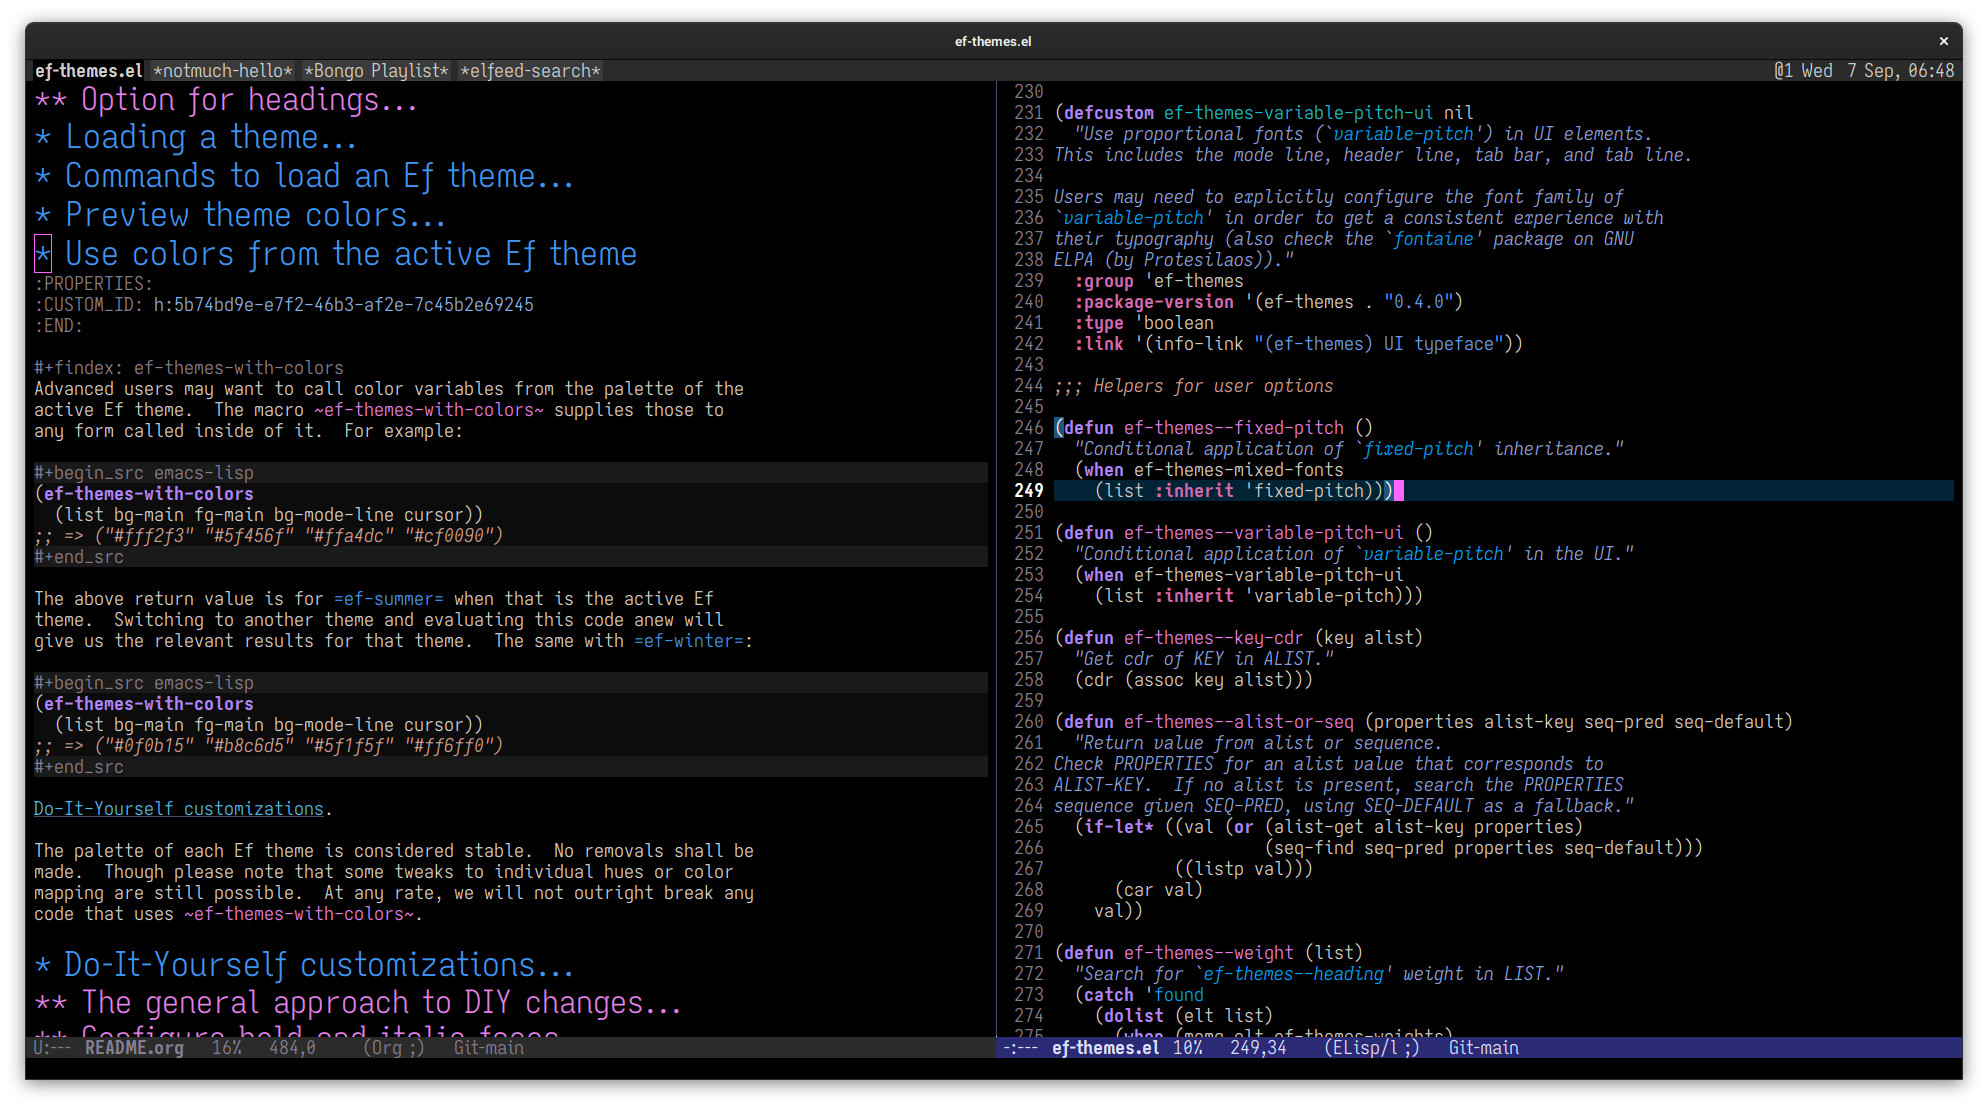 ef-themes.el
ef-themes.el *notmuch-hello* *Bongo Playlist* *elfeed-search* @1 Wed 7 Sep, 06:48
** Option for headings...
* Loading a theme...
* Commands to load an Ef theme...
* Preview theme colors...
* Use colors from the active Ef theme
:PROPERTIES:
:CUSTOM_ID: h:5b74bd9e-e7f2-46b3-af2e-7c45b2e69245
:END:
#+findex: ef-themes-with-colors
Advanced users may want to call color variables from the palette of the
active Ef theme.  The macro ~ef-themes-with-colors~ supplies those to
any form called inside of it.  For example:
#+begin_src emacs-lisp
(ef-themes-with-colors
  (list bg-main fg-main bg-mode-line cursor))
;; => ("#fff2f3" "#5f456f" "#ffa4dc" "#cf0090")
#+end_src
The above return value is for =ef-summer= when that is the active Ef
theme.  Switching to another theme and evaluating this code anew will
give us the relevant results for that theme.  The same with =ef-winter=:
#+begin_src emacs-lisp
(ef-themes-with-colors
  (list bg-main fg-main bg-mode-line cursor))
;; => ("#0f0b15" "#b8c6d5" "#5f1f5f" "#ff6ff0")
#+end_src
Do-It-Yourself customizations.
The palette of each Ef theme is considered stable.  No removals shall be
made.  Though please note that some tweaks to individual hues or color
mapping are still possible.  At any rate, we will not outright break any
code that uses ~ef-themes-with-colors~.
* Do-It-Yourself customizations...
** The general approach to DIY changes...
** Configure bold and italic faces
U:--- README.org 16% 484,0 (Org ;) Git-main
230
231 (defcustom ef-themes-variable-pitch-ui nil
232   "Use proportional fonts (`variable-pitch') in UI elements.
233 This includes the mode line, header line, tab bar, and tab line.
234
235 Users may need to explicitly configure the font family of
236 `variable-pitch' in order to get a consistent experience with
237 their typography (also check the `fontaine' package on GNU
238 ELPA (by Protesilaos))."
239   :group 'ef-themes
240   :package-version '(ef-themes . "0.4.0")
241   :type 'boolean
242   :link '(info-link "(ef-themes) UI typeface"))
243
244 ;;; Helpers for user options
245
246 (defun ef-themes--fixed-pitch ()
247   "Conditional application of `fixed-pitch' inheritance."
248   (when ef-themes-mixed-fonts
249     (list :inherit 'fixed-pitch)))
250
251 (defun ef-themes--variable-pitch-ui ()
252   "Conditional application of `variable-pitch' in the UI."
253   (when ef-themes-variable-pitch-ui
254     (list :inherit 'variable-pitch)))
255
256 (defun ef-themes--key-cdr (key alist)
257   "Get cdr of KEY in ALIST."
258   (cdr (assoc key alist)))
259
260 (defun ef-themes--alist-or-seq (properties alist-key seq-pred seq-default)
261   "Return value from alist or sequence.
262 Check PROPERTIES for an alist value that corresponds to
263 ALIST-KEY.  If no alist is present, search the PROPERTIES
264 sequence given SEQ-PRED, using SEQ-DEFAULT as a fallback."
265   (if-let* ((val (or (alist-get alist-key properties)
266                      (seq-find seq-pred properties seq-default)))
267             ((listp val)))
268       (car val)
269     val))
270
271 (defun ef-themes--weight (list)
272   "Search for `ef-themes--heading' weight in LIST."
273   (catch 'found
274     (dolist (elt list)
275       (when (memq elt ef-themes-weights)
-:--- ef-themes.el 10% 249,34 (ELisp/l ;) Git-main